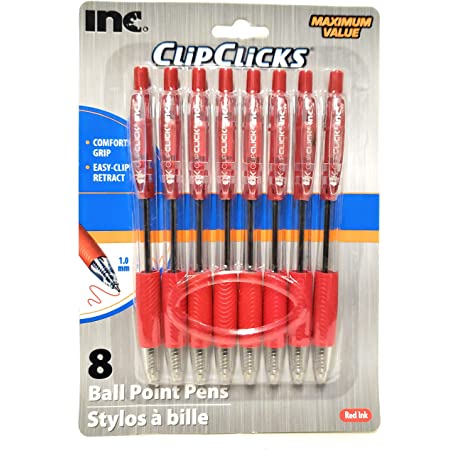 inc.
MAXIMUM
VALUE
CLIPCLICKS
• COMFORT
GRIP
• EASY-CLIP
RETRACT
1.0
mm
8
Ball Point Pens
Stylos à bille
Red Ink